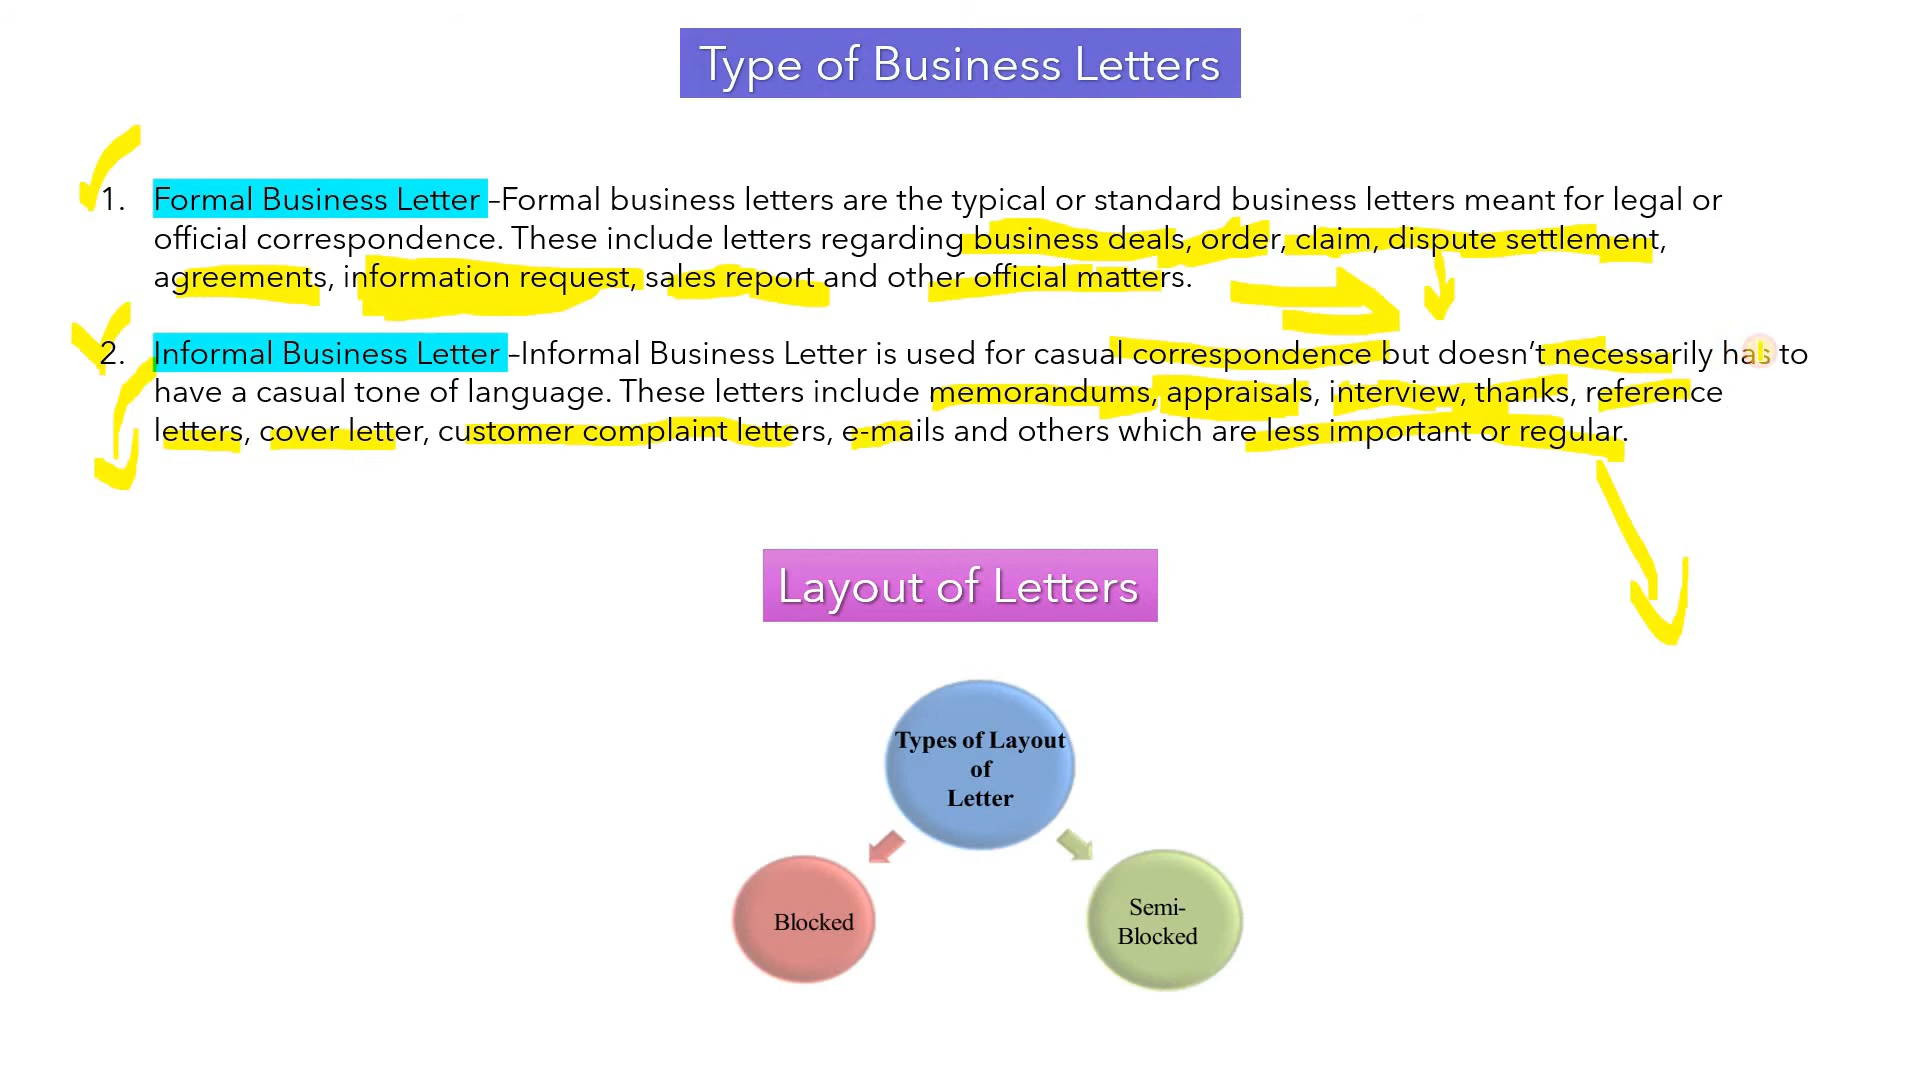 Type of Business Letters
1. Formal Business Letter –Formal business letters are the typical or standard business letters meant for legal or
official correspondence. These include letters regarding business deals, order, claim, dispute settlement,
agreements, information request, sales report and other official matters.
2. Informal Business Letter –Informal Business Letter is used for casual correspondence but doesn’t necessarily has to
have a casual tone of language. These letters include memorandums, appraisals, interview, thanks, reference
letters, cover letter, customer complaint letters, e-mails and others which are less important or regular.
Layout of Letters
Types of Layout
of
Letter
Blocked
Semi-
Blocked